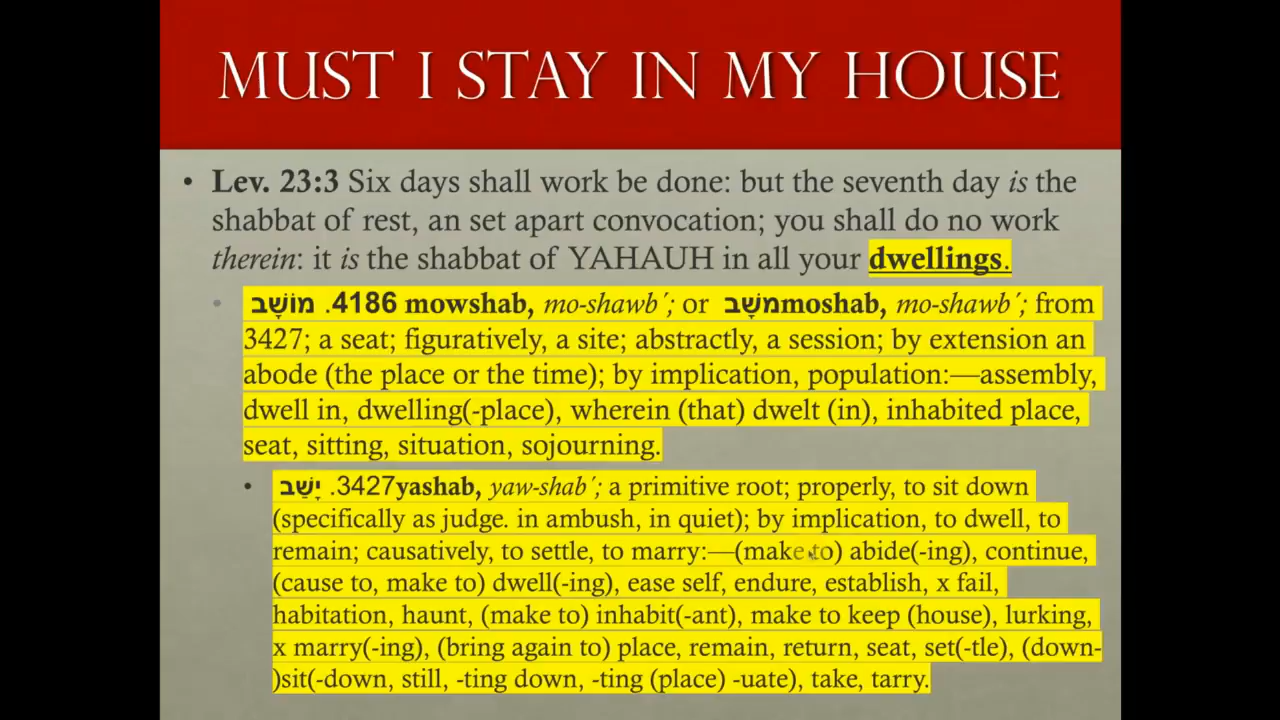 MUST I STAY IN MY HOUSE
• Lev. 23:3 Six days shall work be done: but the seventh day is the
shabbat of rest, an set apart convocation; you shall do no work
therein: it is the shabbat of YAHAUH in all your dwellings.
• מוֹשָׁב .4186 mowshab, mo-shawb´; or מֹשָׁבmoshab, mo-shawb´; from
3427; a seat; figuratively, a site; abstractly, a session; by extension an
abode (the place or the time); by implication, population:—assembly,
dwell in, dwelling(-place), wherein (that) dwelt (in), inhabited place,
seat, sitting, situation, sojourning.
• יָשַׁב .3427yashab, yaw-shab´; a primitive root; properly, to sit down
(specifically as judge. in ambush, in quiet); by implication, to dwell, to
remain; causatively, to settle, to marry:—(make to) abide(-ing), continue,
(cause to, make to) dwell(-ing), ease self, endure, establish, x fail,
habitation, haunt, (make to) inhabit(-ant), make to keep (house), lurking,
x marry(-ing), (bring again to) place, remain, return, seat, set(-tle), (down-
)sit(-down, still, -ting down, -ting (place) -uate), take, tarry.